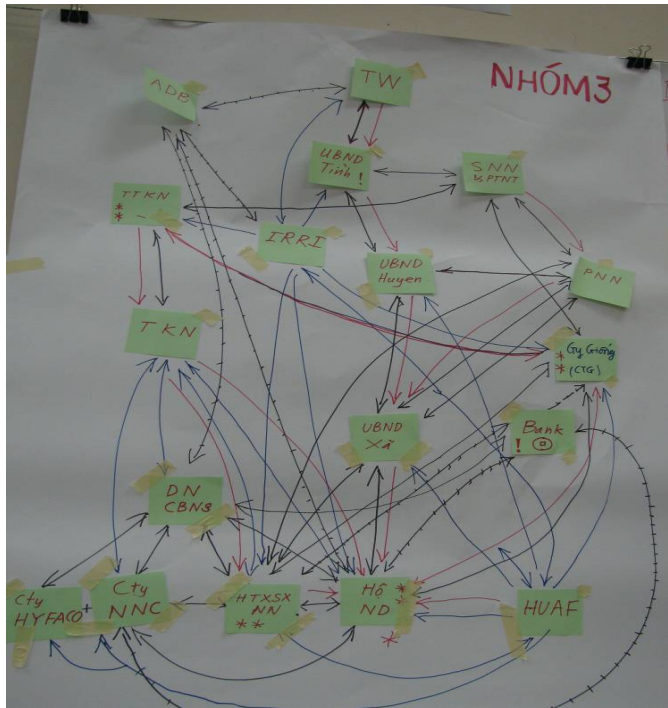 NHÓM3
ADB
TW
UBND
Tỉnh !
SNN
&PTNT
TTKN
* * -
IRRI
UBND
Huyen
PNN
TKN
* Cty Giống
* (CTG)
UBND
Xã
Bank
!
DN
CBNS
Cty
HYFACO
+
Cty
NNC
HTXSX
NN
* *
Hộ *
ND *
*
HUAF